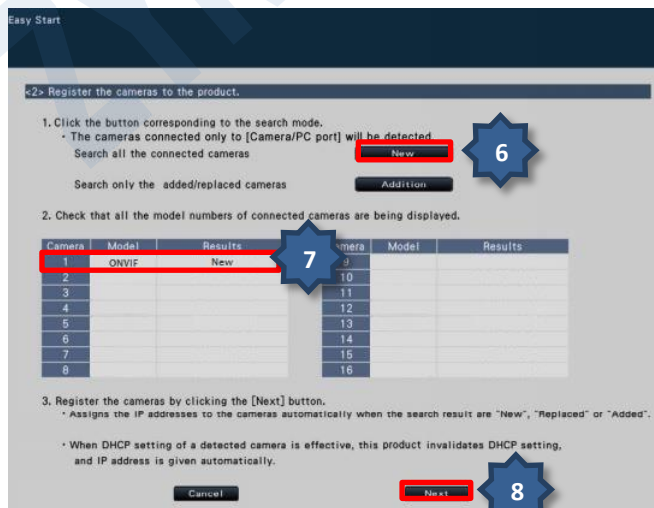 Easy Start
<2> Register the cameras to the product.
1. Click the button corresponding to the search mode.
・The cameras connected only to [Camera/PC port] will be detected
Search all the connected cameras New 6
Search only the added/replaced cameras Addition
2. Check that all the model numbers of connected cameras are being displayed.
Camera Model Results Model Results
1 ONVIF New 7 9
2 10
3 11
4 12
5 13
6 14
7 15
8 16
3. Register the cameras by clicking the [Next] button.
・Assigns the IP addresses to the cameras automatically when the search result are "New", "Replaced" or "Added".
・When DHCP setting of a detected camera is effective, this product invalidates DHCP setting,
and IP address is given automatically.
Cancel Next 8